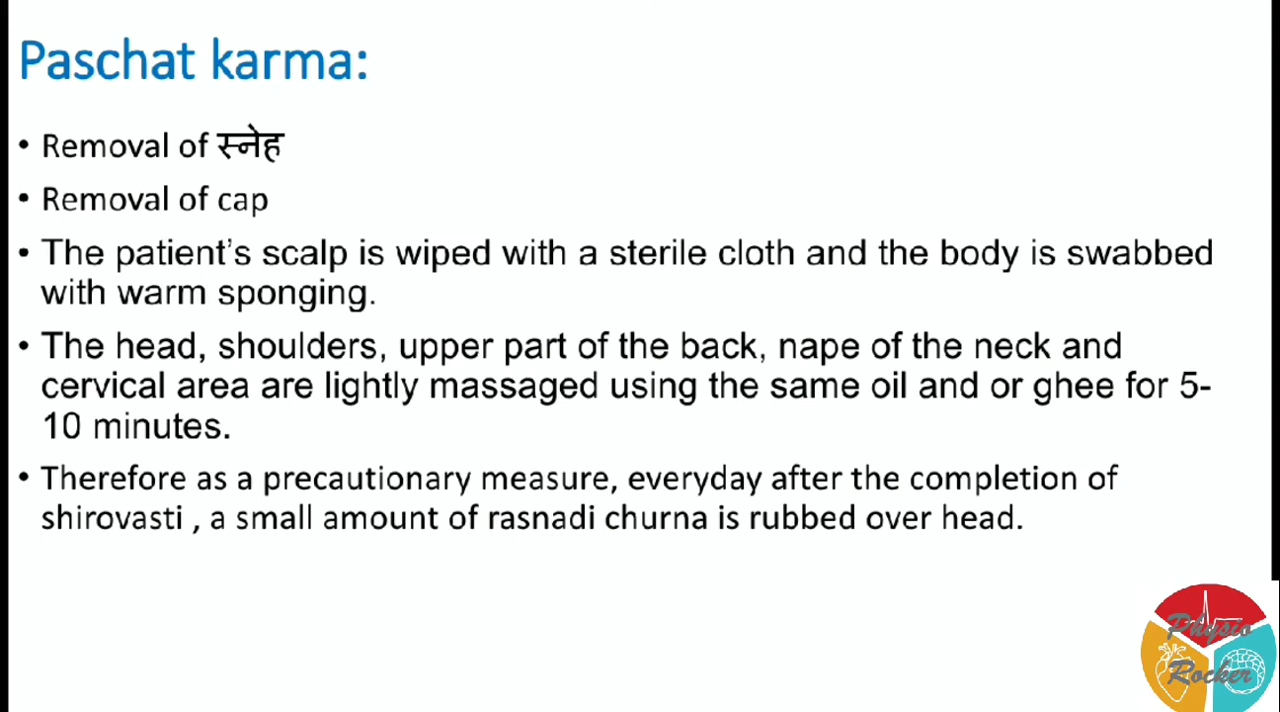 Paschat karma:
• Removal of स्नेह
• Removal of cap
• The patient’s scalp is wiped with a sterile cloth and the body is swabbed
with warm sponging.
• The head, shoulders, upper part of the back, nape of the neck and
cervical area are lightly massaged using the same oil and or ghee for 5-
10 minutes.
• Therefore as a precautionary measure, everyday after the completion of
shirovasti , a small amount of rasnadi churna is rubbed over head.
Physio
Rocker